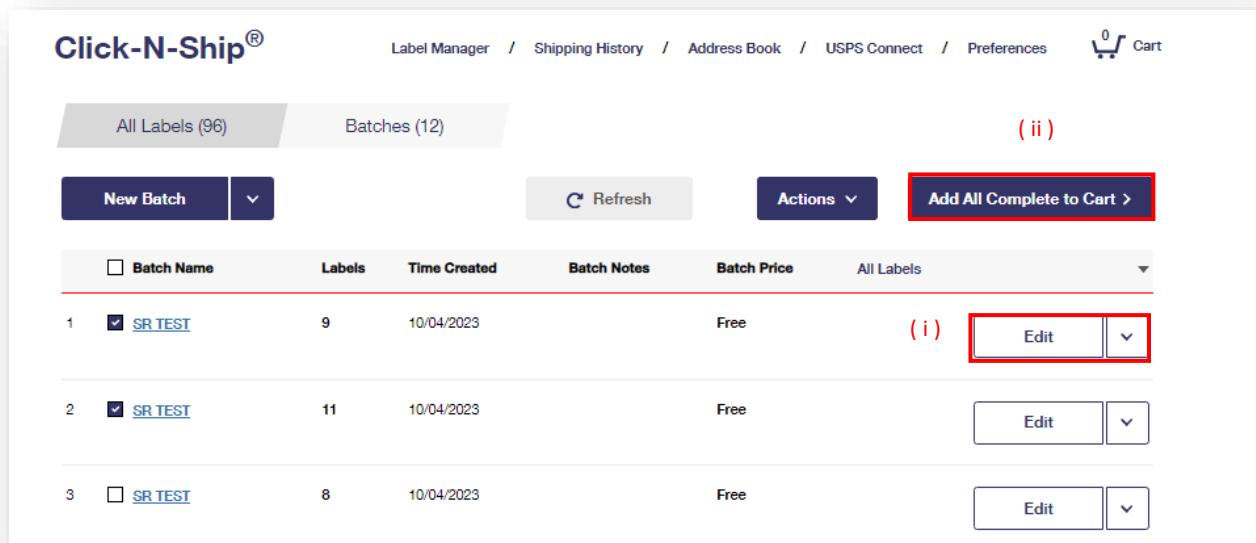 Click-N-Ship®
Label Manager / Shipping History / Address Book / USPS Connect / Preferences 0 Cart
All Labels (96) Batches (12)
( ii )
New Batch Refresh Actions Add All Complete to Cart >
Batch Name Labels Time Created Batch Notes Batch Price All Labels
1 SR TEST 9 10/04/2023 Free ( i ) Edit
2 SR TEST 11 10/04/2023 Free Edit
3 SR TEST 8 10/04/2023 Free Edit